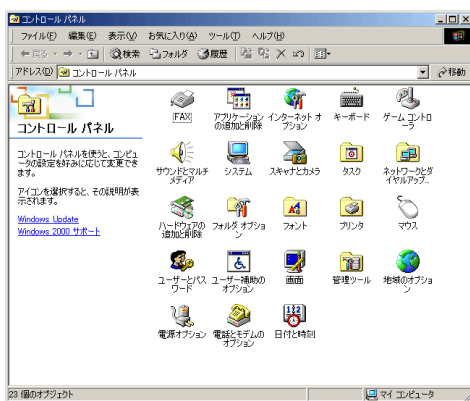 コントロール パネル
ファイル(F) 編集(E) 表示(V) お気に入り(A) ツール(T) ヘルプ(H)
戻る 検索 フォルダ 履歴
アドレス(D) コントロール パネル 移動
コントロール パネル
コントロール パネルを使うと、コンピュ
ータの設定を好みに応じて変更でき
ます。
アイコンを選択すると、その説明が表
示されます。
Windows Update
Windows 2000 サポート
FAX
アプリケーション
の追加と削除
インターネット オ
プション
キーボード
ゲーム コントロ
ーラ
サウンドとマルチ
メディア
システム
スキャナとカメラ
タスク
ネットワークとダ
イヤルアップ...
ハードウェアの
追加と削除
フォルダ オプショ
ン
フォント
プリンタ
マウス
ユーザーとパス
ワード
ユーザー補助の
オプション
画面
管理ツール
地域のオプショ
ン
電源オプション
電話とモデムの
オプション
日付と時刻
23 個のオブジェクト
マイ コンピュータ